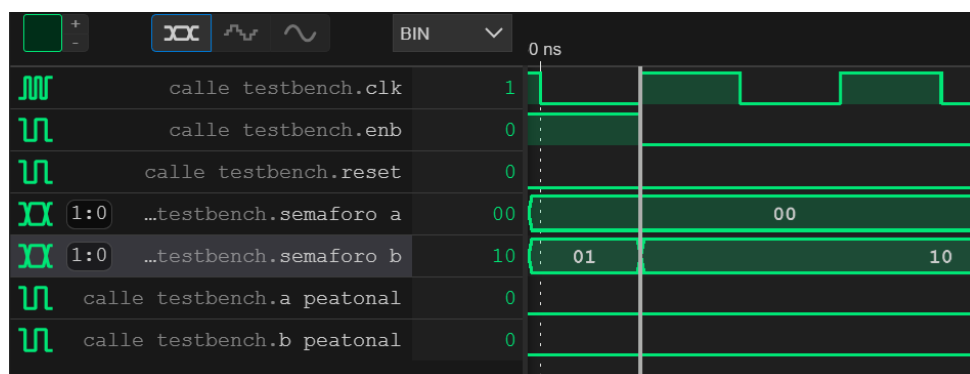 +
-
BIN
0 ns
calle testbench.clk 1
calle testbench.enb 0
calle testbench.reset 0
1:0 …testbench.semaforo a 00 00
1:0 …testbench.semaforo b 10 01 10
calle testbench.a peatonal 0
calle testbench.b peatonal 0